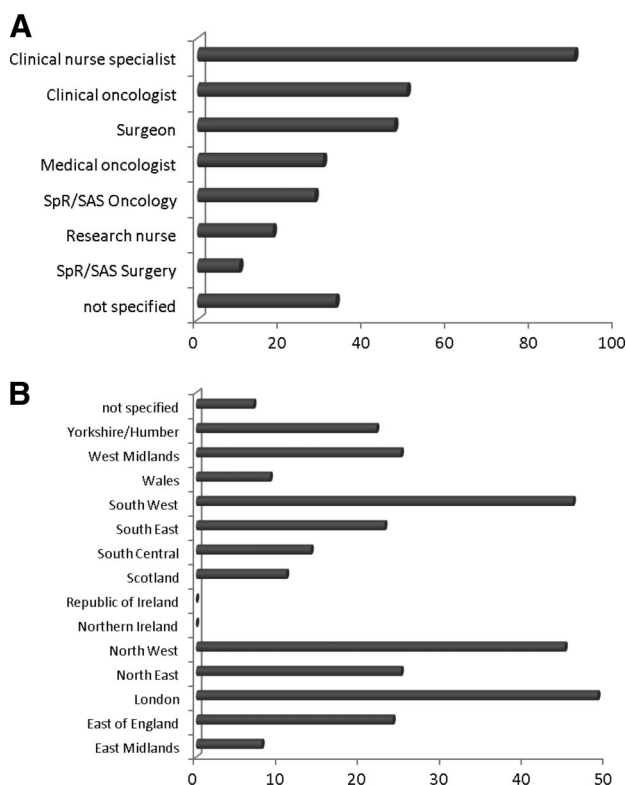 A
Clinical nurse specialist
Clinical oncologist
Surgeon
Medical oncologist
SpR/SAS Oncology
Research nurse
SpR/SAS Surgery
not specified
0 20 40 60 80 100
B
not specified
Yorkshire/Humber
West Midlands
Wales
South West
South East
South Central
Scotland
Republic of Ireland
Northern Ireland
North West
North East
London
East of England
East Midlands
0 10 20 30 40 50